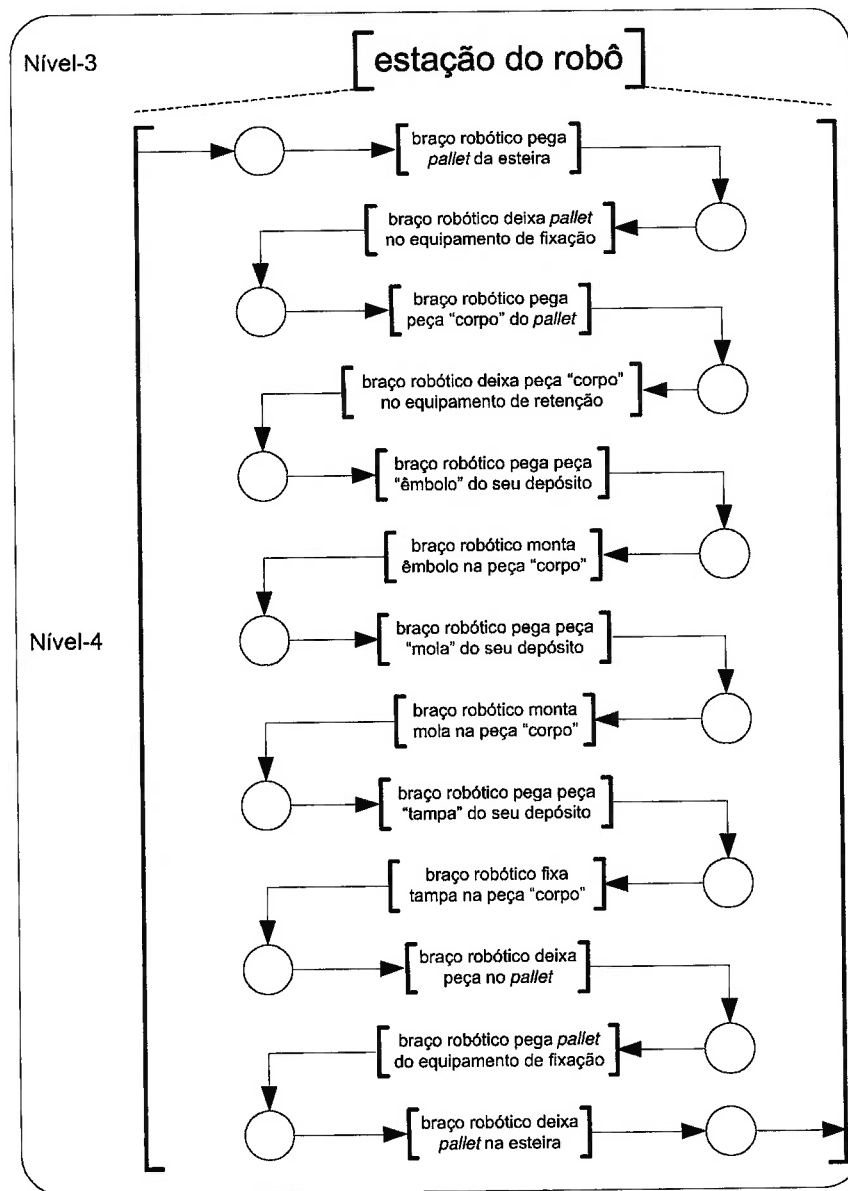 Nível-3
estação do robô
braço robótico pega
pallet da esteira
braço robótico deixa pallet
no equipamento de fixação
braço robótico pega
peça “corpo” do pallet
braço robótico deixa peça “corpo”
no equipamento de retenção
braço robótico pega peça
“êmbolo” do seu depósito
braço robótico monta
êmbolo na peça “corpo”
Nível-4
braço robótico pega peça
“mola” do seu depósito
braço robótico monta
mola na peça “corpo”
braço robótico pega peça
“tampa” do seu depósito
braço robótico fixa
tampa na peça “corpo”
braço robótico deixa
peça no pallet
braço robótico pega pallet
do equipamento de fixação
braço robótico deixa
pallet na esteira